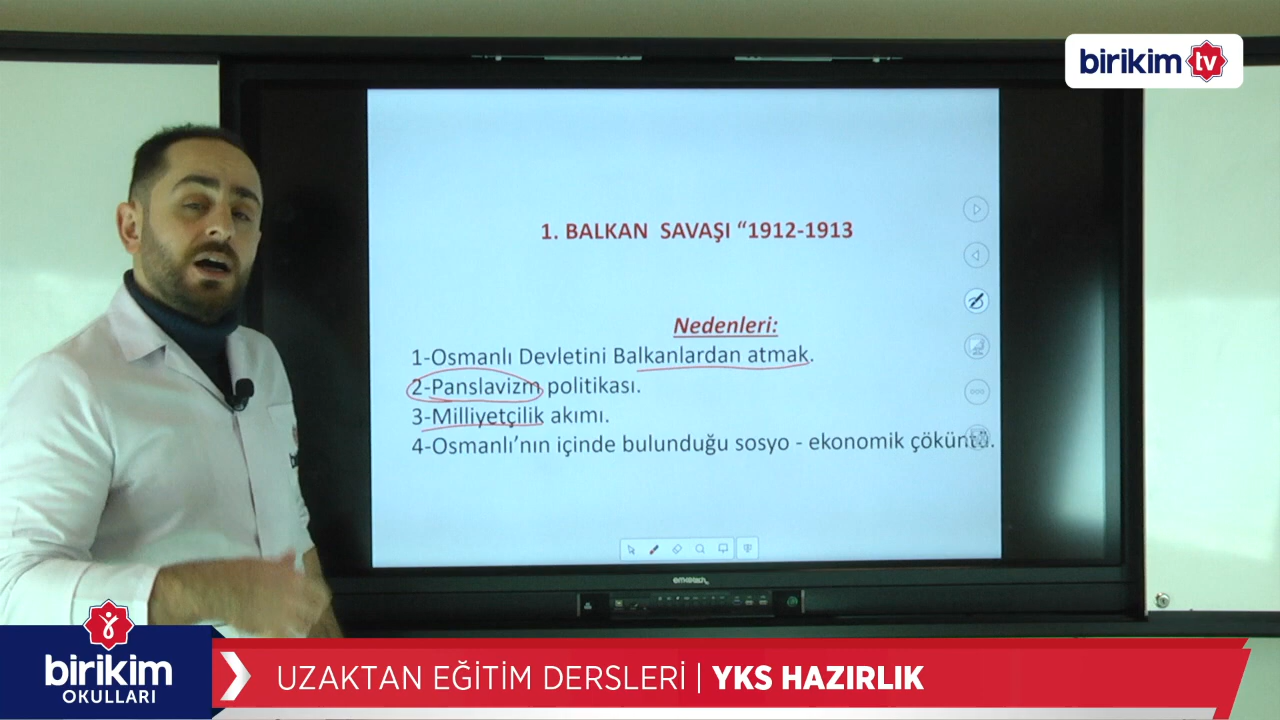 birikim tv
1. BALKAN SAVAŞI “1912-1913
Nedenleri:
1-Osmanlı Devletini Balkanlardan atmak.
2-Panslavizm politikası.
3-Milliyetçilik akımı.
4-Osmanlı’nın içinde bulunduğu sosyo - ekonomik çöküntü.
birikim
OKULLARI
UZAKTAN EĞİTİM DERSLERİ | YKS HAZIRLIK